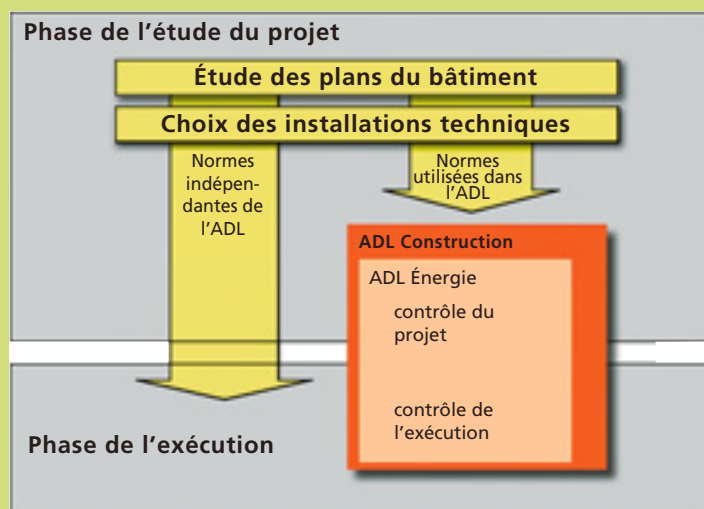 Phase de l’étude du projet
Étude des plans du bâtiment
Choix des installations techniques
Normes
indépen-
dantes de
l’ADL
Normes
utilisées dans
l’ADL
ADL Construction
ADL Énergie
contrôle du
projet
contrôle de
l’exécution
Phase de l’exécution